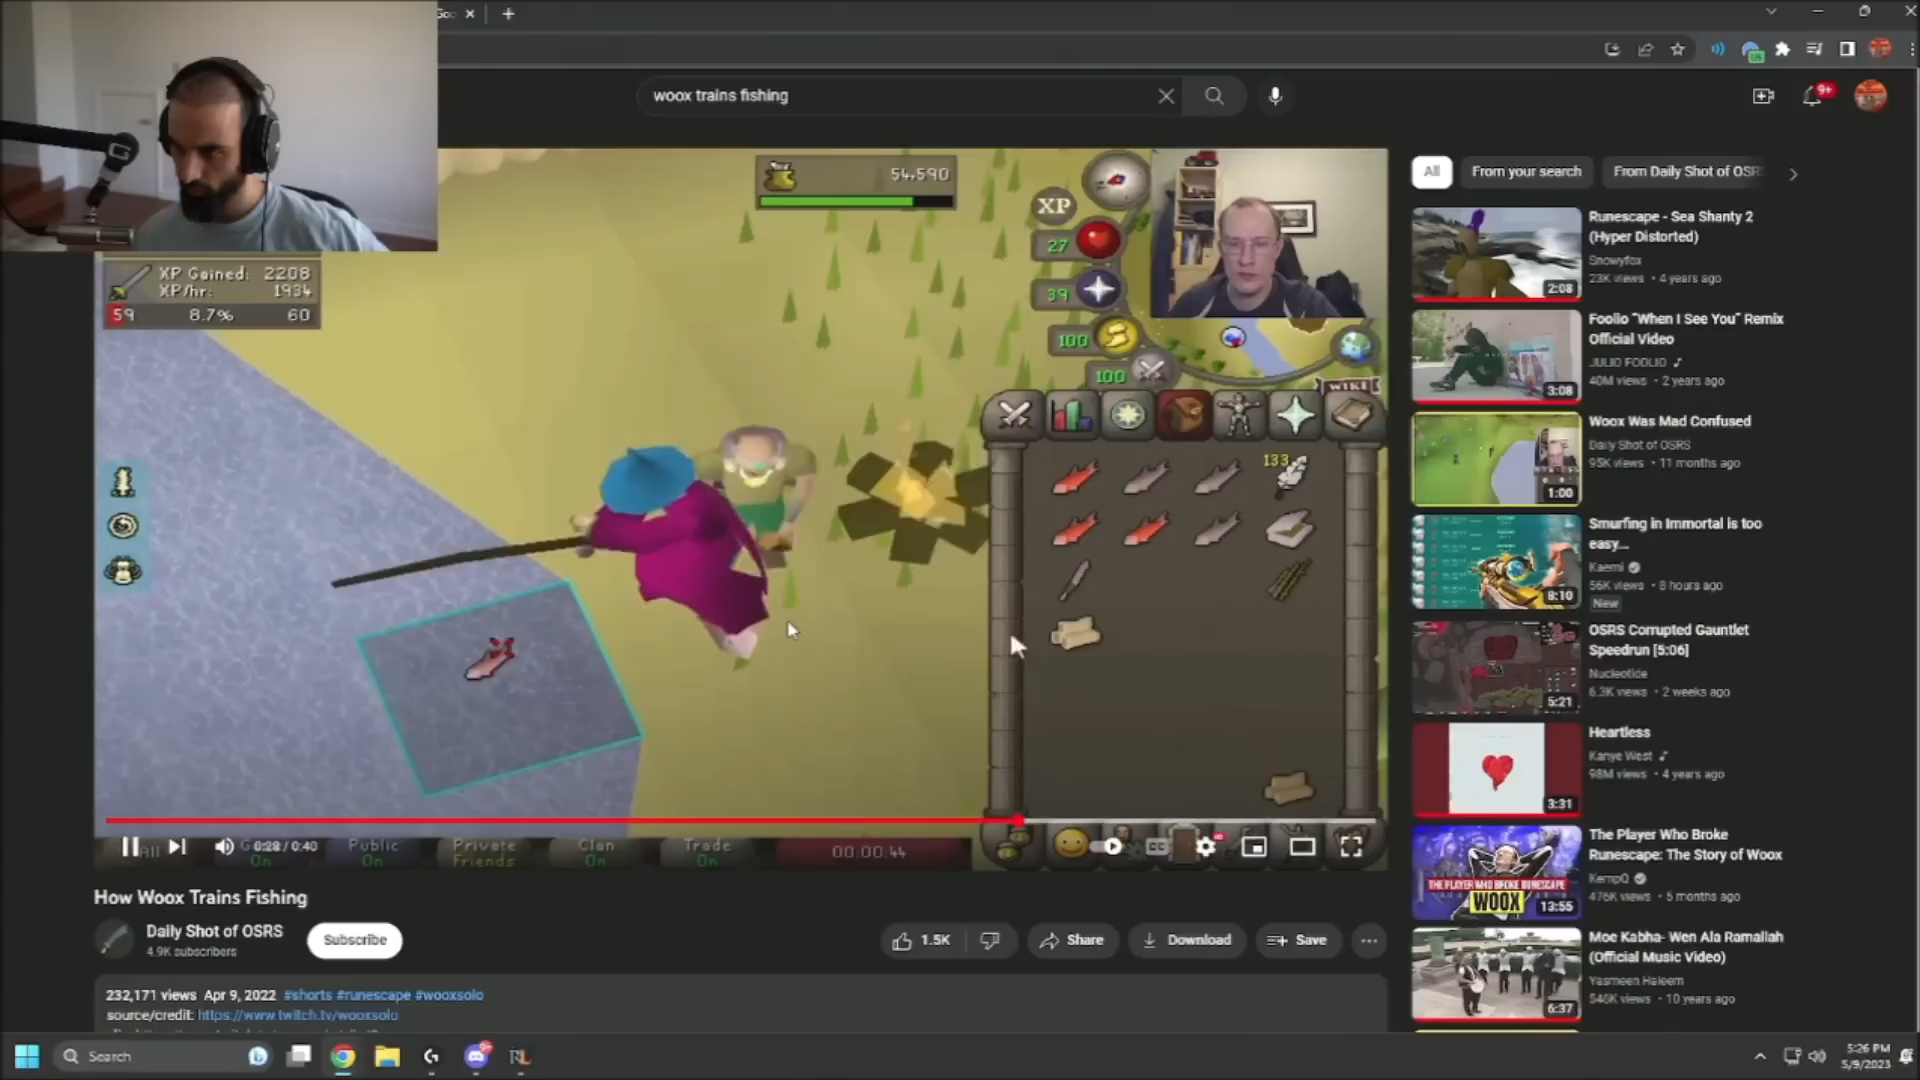 woox trains fishing
9+
54,590
XP
27
39
100
100
WIKI
XP Gained: 2208
XP/hr: 1934
59 8.7% 60
133
All
0:28 / 0:40
On
Public
On
Private
Friends
Clan
On
Trade
On
00:00:44
CC
HD
How Woox Trains Fishing
Daily Shot of OSRS
4.9K subscribers
Subscribe
1.5K
Share
Download
Save
232,171 views Apr 9, 2022 #shorts #runescape #wooxsolo
source/credit: https://www.twitch.tv/wooxsolo
All
From your search
From Daily Shot of OSR
Runescape - Sea Shanty 2
(Hyper Distorted)
Snowyfox
23K views • 4 years ago
2:08
Foolio "When I See You" Remix
Official Video
JULIO FOOLIO
40M views • 2 years ago
3:08
Woox Was Mad Confused
Daily Shot of OSRS
95K views • 11 months ago
1:00
Smurfing in Immortal is too
easy...
Kaemi
56K views • 8 hours ago
New
8:10
OSRS Corrupted Gauntlet
Speedrun [5:06]
Nucleotide
6.3K views • 2 weeks ago
5:21
Heartless
Kanye West
98M views • 4 years ago
3:31
The Player Who Broke
Runescape: The Story of Woox
KempQ
476K views • 5 months ago
THE PLAYER WHO BROKE RUNESCAPE
WOOX
13:55
Moe Kabha- Wen Ala Ramallah
(Official Music Video)
Yasmeen Haleem
546K views • 10 years ago
6:37
Search
9+
5:26 PM
5/9/2023